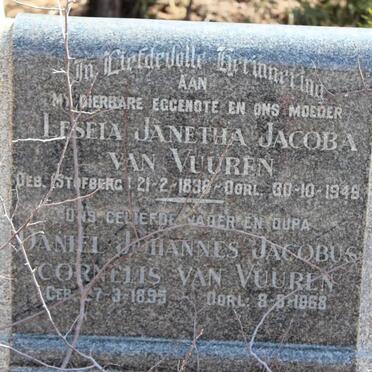 In Liefdevolle Herinnering
AAN
MY DIERBARE EGGENOTE EN ONS MOEDER
LESEIA JANETHA JACOBA
VAN VUUREN
GEB. (STOFBERG) 21-2-1898 - OORL. 30-10-1949
ONS GELIEFDE VADER EN OUPA
DANIEL JOHANNES JACOBUS
CORNELIS VAN VUUREN
GEB. 7-3-1895 OORL: 8-8-1968